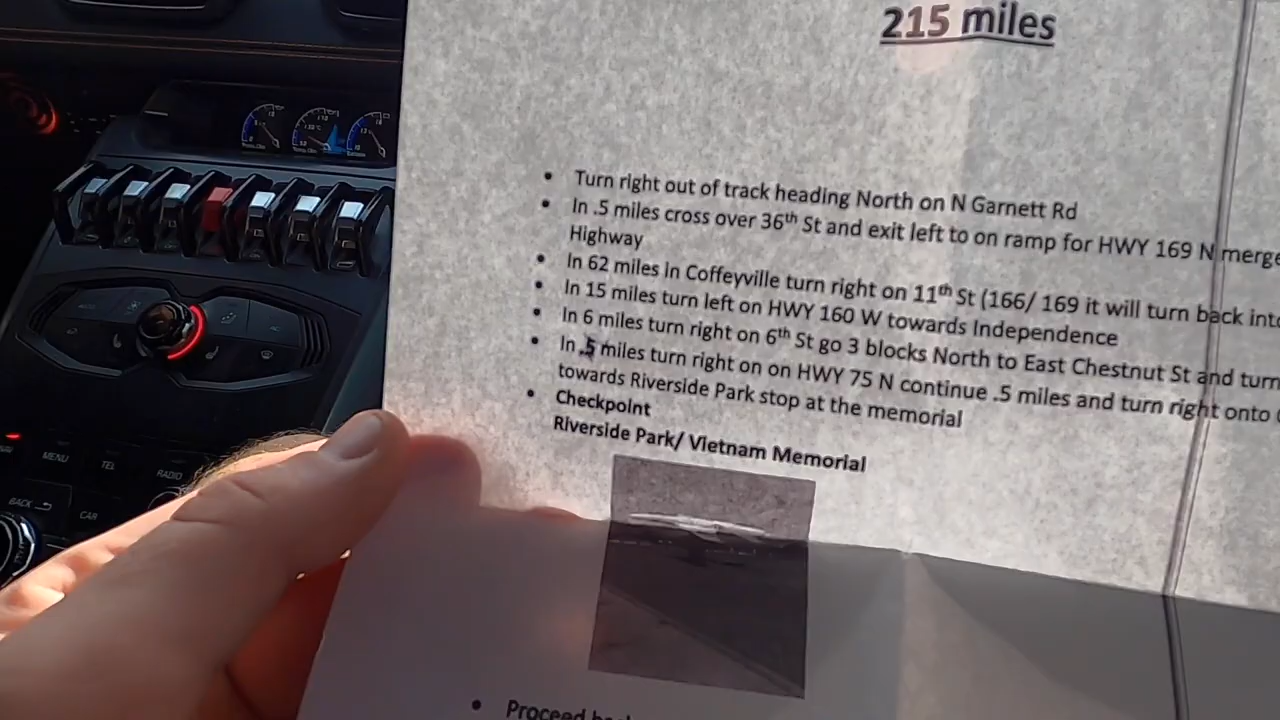 215 miles
Turn right out of track heading North on N Garnett Rd
In .5 miles cross over 36th St and exit left to on ramp for HWY 169 N merge
Highway
In 62 miles in Coffeyville turn right on 11th St (166/ 169 it will turn back into
In 15 miles turn left on HWY 160 W towards Independence
In 6 miles turn right on 6th St go 3 blocks North to East Chestnut St and turn
In .5 miles turn right on on HWY 75 N continue .5 miles and turn right onto
towards Riverside Park stop at the memorial
Checkpoint
Riverside Park/ Vietnam Memorial
Proceed
NAV MENU TEL RADIO
BACK CAR